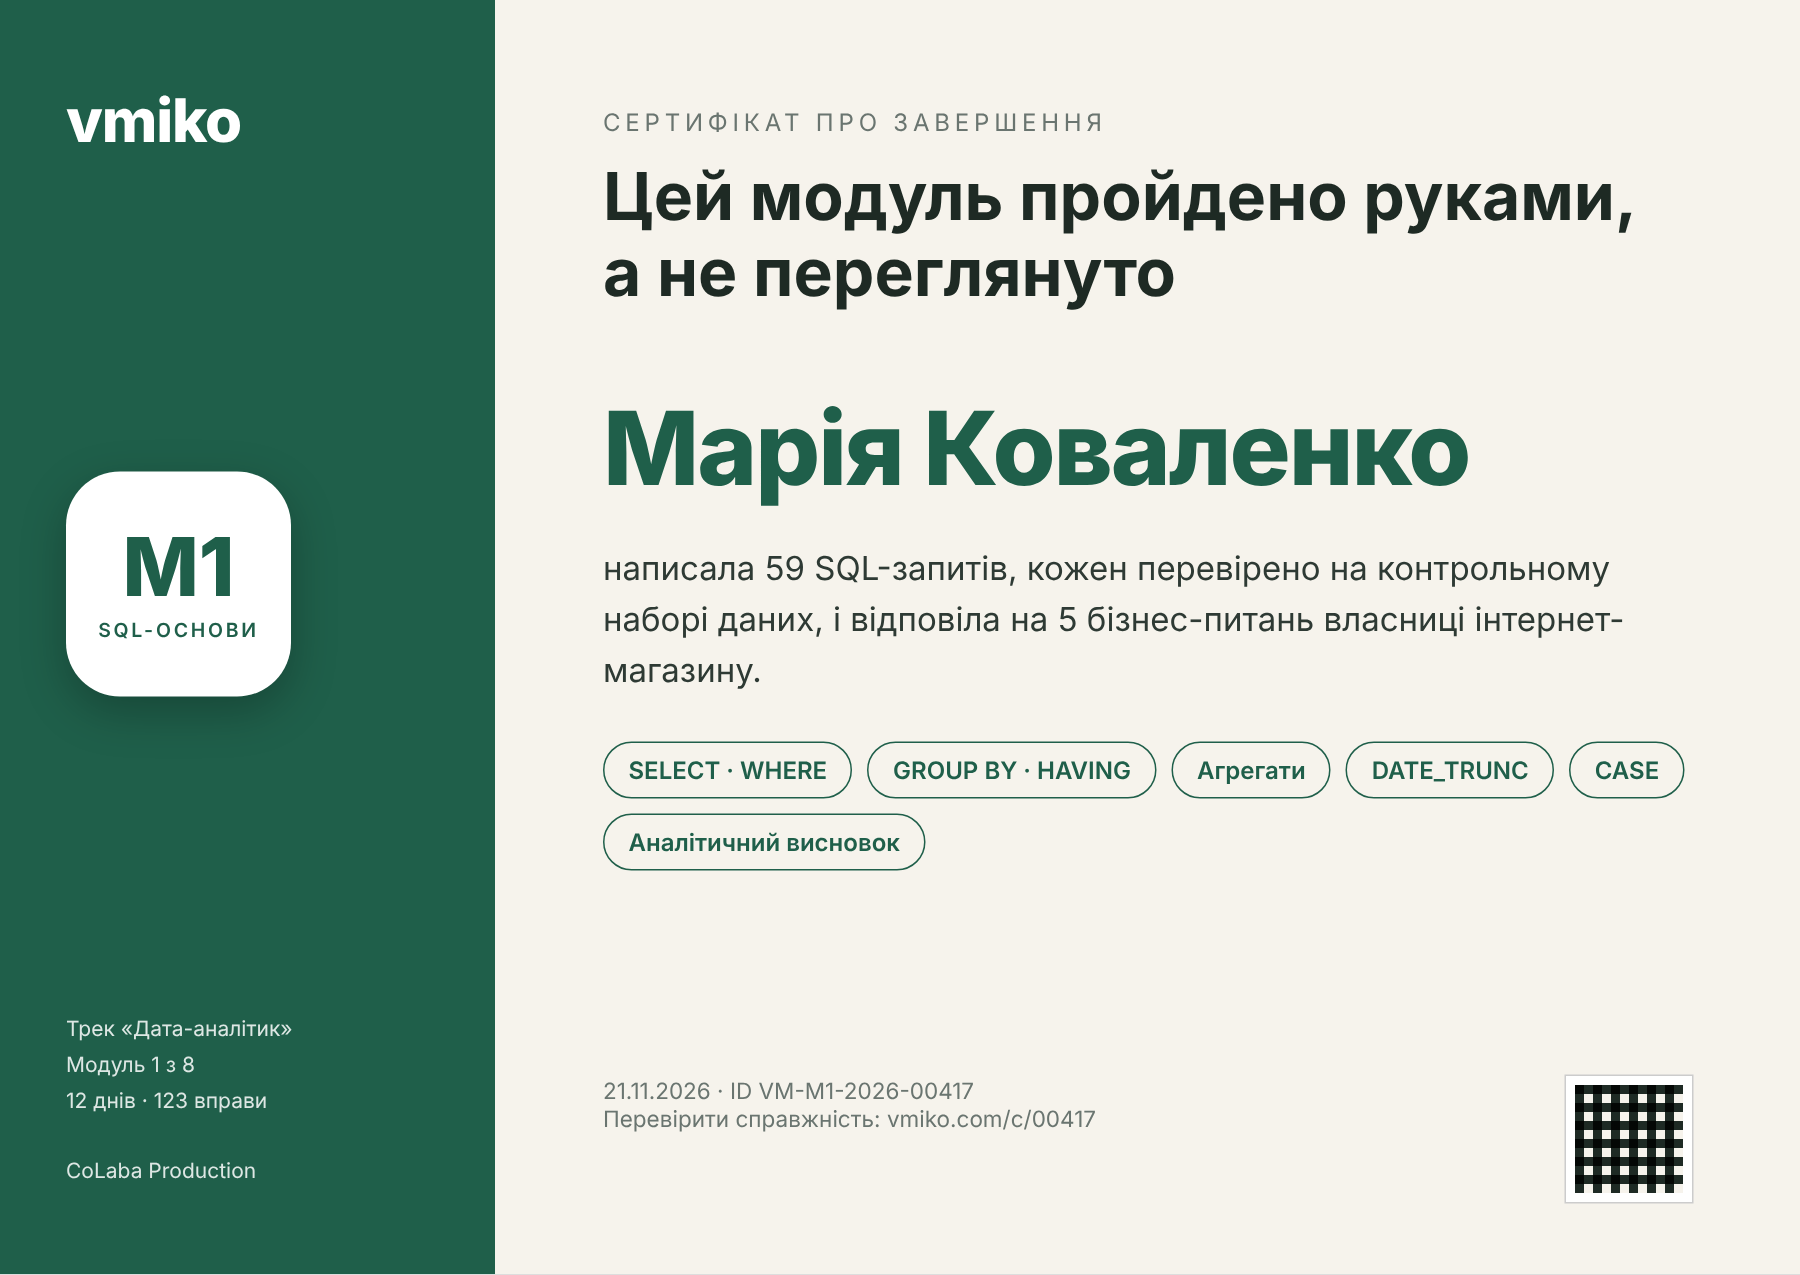 vmiko
M1
SQL-ОСНОВИ
Трек «Дата-аналітик»
Модуль 1 з 8
12 днів · 123 вправи
CoLaba Production
СЕРТИФІКАТ ПРО ЗАВЕРШЕННЯ
Цей модуль пройдено руками,
а не переглянуто
Марія Коваленко
написала 59 SQL-запитів, кожен перевірено на контрольному
наборі даних, і відповіла на 5 бізнес-питань власниці інтернет-
магазину.
SELECT · WHERE
GROUP BY · HAVING
Агрегати
DATE_TRUNC
CASE
Аналітичний висновок
21.11.2026 · ID VM-M1-2026-00417
Перевірити справжність: vmiko.com/c/00417